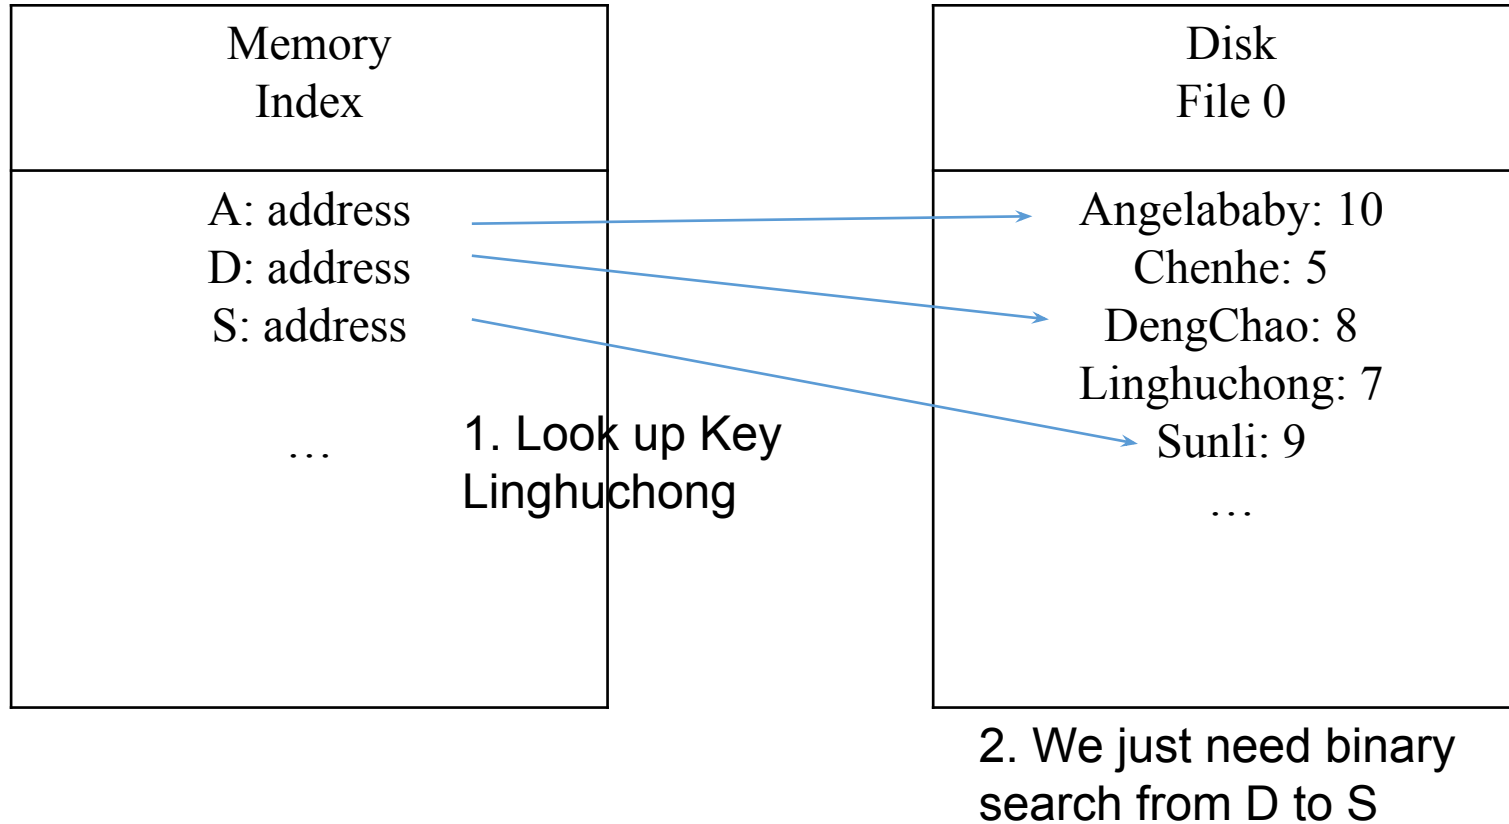 Memory
Index
A: address
D: address
S: address
…
1. Look up Key
Linghuchong
Disk
File 0
Angelababy: 10
Chenhe: 5
DengChao: 8
Linghuchong: 7
Sunli: 9
…
2. We just need binary
search from D to S